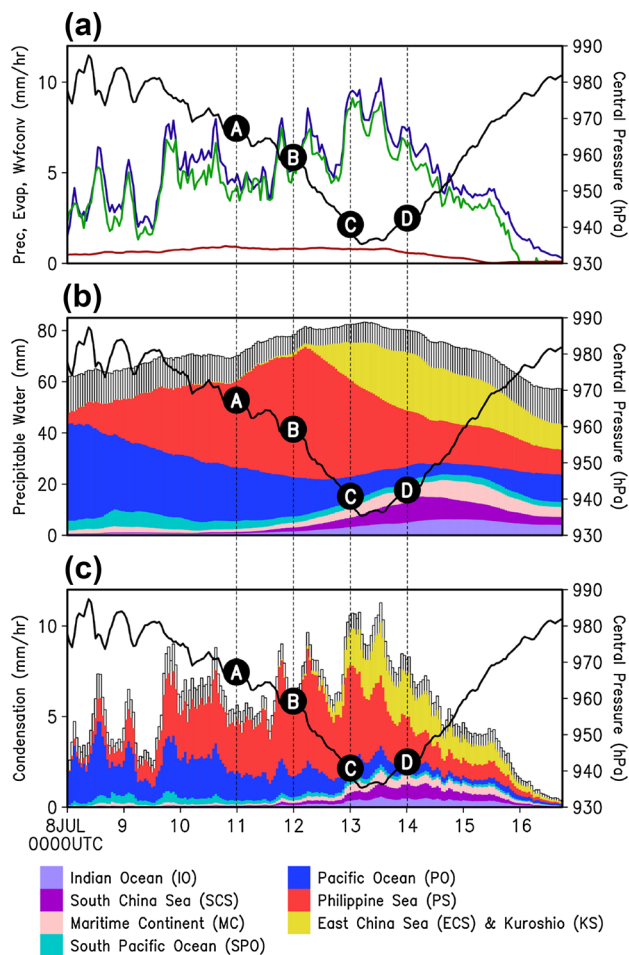 (a)
990
980
970
960
950
940
930
10
5
0
Prec, Evap, Wvfconv (mm/hr)
Central Pressure (hPa)
A
B
C
D
(b)
990
980
970
960
950
940
930
80
60
40
20
0
Precipitable Water (mm)
Central Pressure (hPa)
A
B
C
D
(c)
990
980
970
960
950
940
930
10
5
0
Condensation (mm/hr)
Central Pressure (hPa)
A
B
C
D
8JUL 9 10 11 12 13 14 15 16
0000UTC
Indian Ocean (IO)
South China Sea (SCS)
Maritime Continent (MC)
South Pacific Ocean (SPO)
Pacific Ocean (PO)
Philippine Sea (PS)
East China Sea (ECS) & Kuroshio (KS)